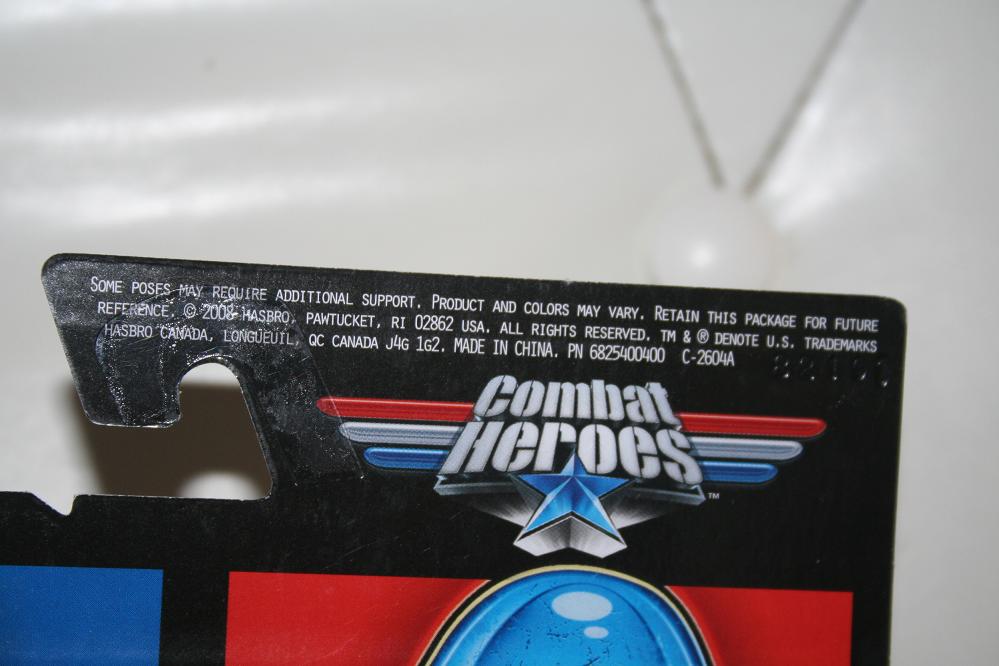 SOME POSES MAY REQUIRE ADDITIONAL SUPPORT. PRODUCT AND COLORS MAY VARY. RETAIN THIS PACKAGE FOR FUTURE
REFERENCE. © 2008 HASBRO, PAWTUCKET, RI 02862 USA. ALL RIGHTS RESERVED. TM & ® DENOTE U.S. TRADEMARKS
HASBRO CANADA, LONGUEUIL, QC CANADA J4G 1G2. MADE IN CHINA. PN 6825400400 C-2604A
Combat
Heroes
™